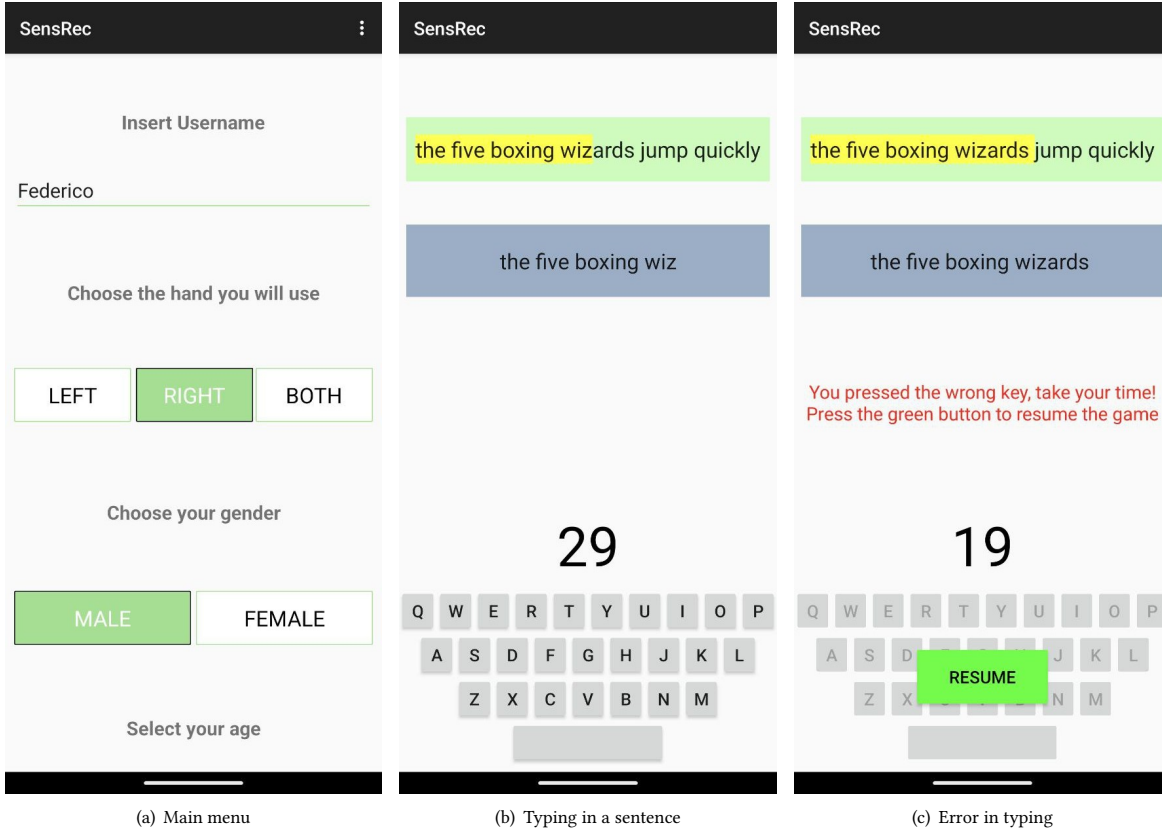 SensRec
Insert Username
Federico
Choose the hand you will use
LEFT RIGHT BOTH
Choose your gender
MALE FEMALE
Select your age
(a) Main menu
SensRec
the five boxing wizards jump quickly
the five boxing wiz
29
Q W E R T Y U I O P
A S D F G H J K L
Z X C V B N M
(b) Typing in a sentence
SensRec
the five boxing wizards jump quickly
the five boxing wizards
You pressed the wrong key, take your time!
Press the green button to resume the game
19
Q W E R T Y U I O P
A S D J K L
RESUME
Z X N M
(c) Error in typing